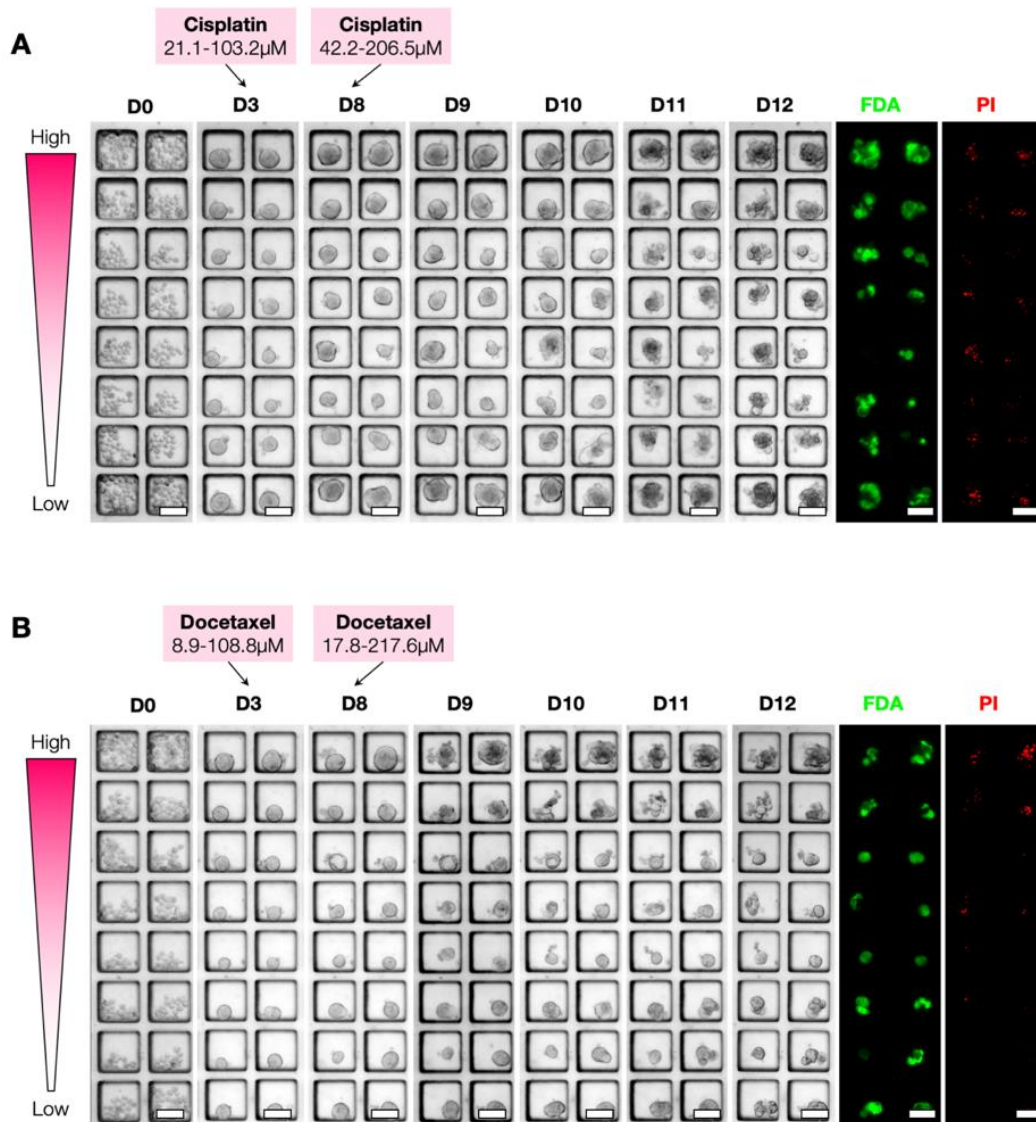 A
Cisplatin
21.1-103.2µM
Cisplatin
42.2-206.5µM
D0 D3 D8 D9 D10 D11 D12 FDA PI
High
Low
B
Docetaxel
8.9-108.8µM
Docetaxel
17.8-217.6µM
D0 D3 D8 D9 D10 D11 D12 FDA PI
High
Low